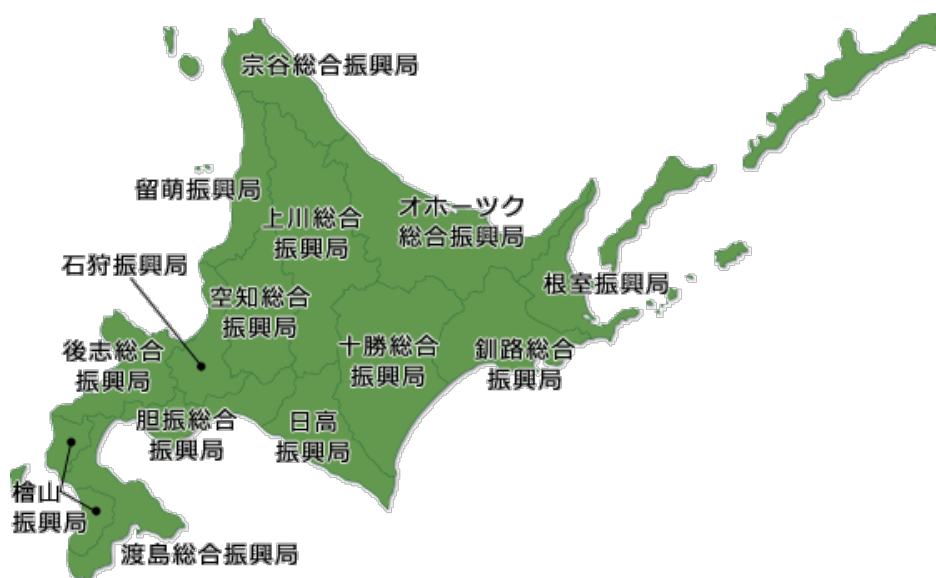 宗谷総合振興局
留萌振興局
上川総合
振興局
オホーツク
総合振興局
石狩振興局
空知総合
振興局
根室振興局
後志総合
振興局
十勝総合
振興局
釧路総合
振興局
胆振総合
振興局
日高
振興局
檜山
振興局
渡島総合振興局